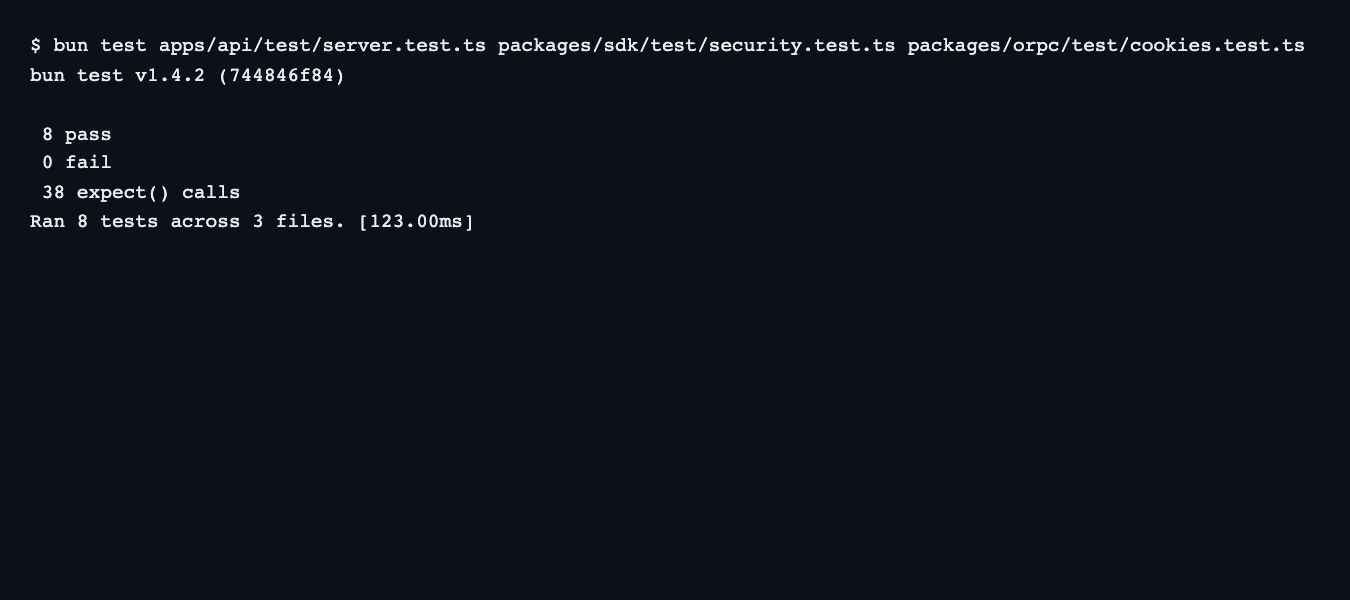 $ bun test apps/api/test/server.test.ts packages/sdk/test/security.test.ts packages/orpc/test/cookies.test.ts
bun test v1.4.2 (744846f84)
8 pass
0 fail
38 expect() calls
Ran 8 tests across 3 files. [123.00ms]